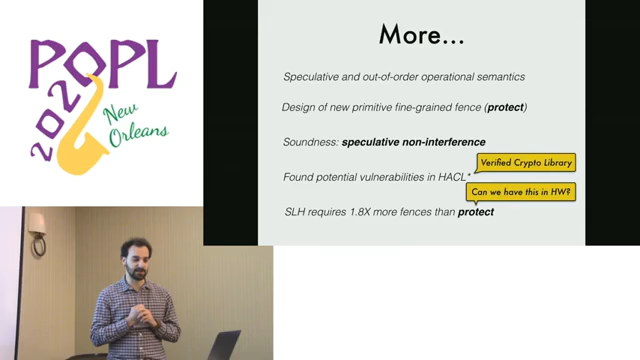 POPL
2020
New
Orleans
More...
Speculative and out-of-order operational semantics
Design of new primitive fine-grained fence (protect)
Soundness: speculative non-interference
Verified Crypto Library
Found potential vulnerabilities in HACL*
Can we have this in HW?
SLH requires 1.8X more fences than protect